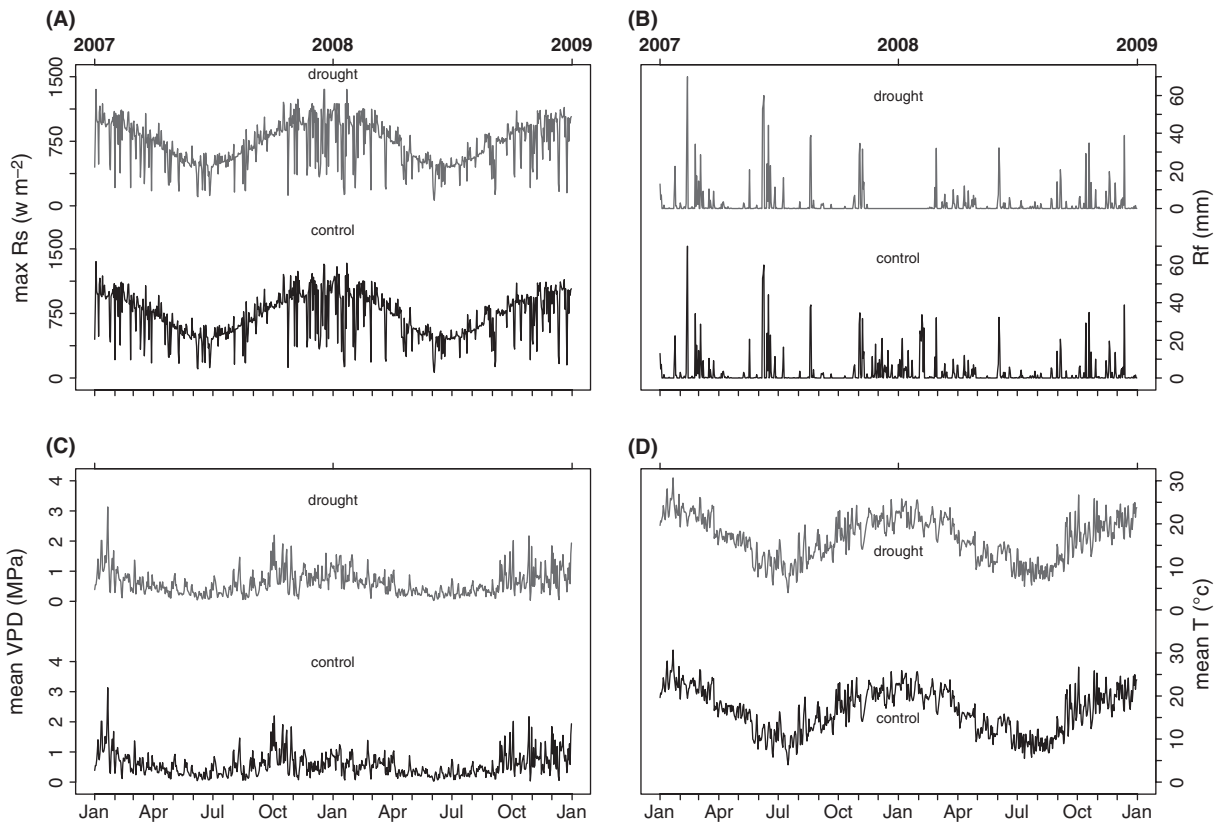 (A)
2007 2008 2009
drought
control
max Rs (w m−2)
0 750 1500
0 750 1500
(B)
2007 2008 2009
drought
control
Rf (mm)
0 20 40 60
0 20 40 60
(C)
drought
control
mean VPD (MPa)
0 1 2 3 4
0 1 2 3 4
Jan Apr Jul Oct Jan Apr Jul Oct Jan
(D)
drought
control
mean T (°c)
0 10 20 30
0 10 20 30
Jan Apr Jul Oct Jan Apr Jul Oct Jan